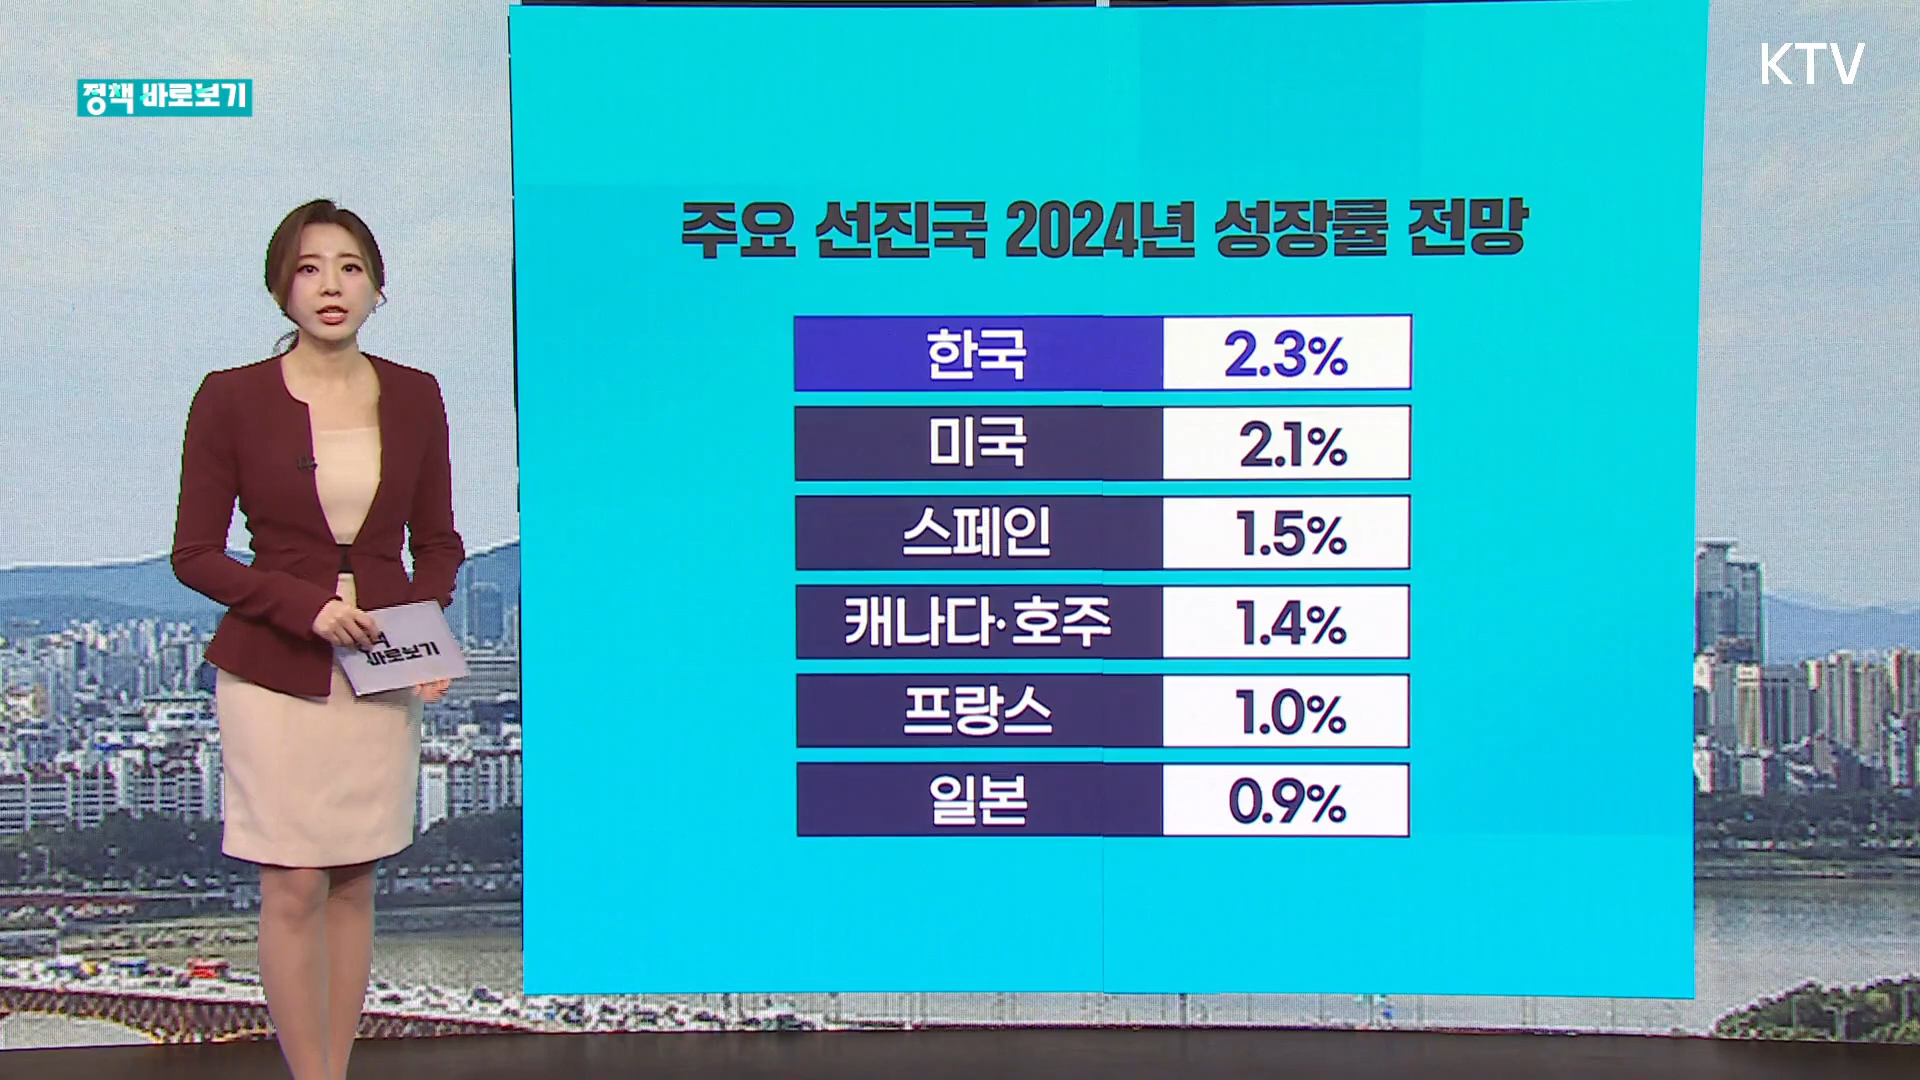 KTV
정책 바로보기
주요 선진국 2024년 성장률 전망
한국 2.3%
미국 2.1%
스페인 1.5%
캐나다·호주 1.4%
프랑스 1.0%
일본 0.9%
바로보기